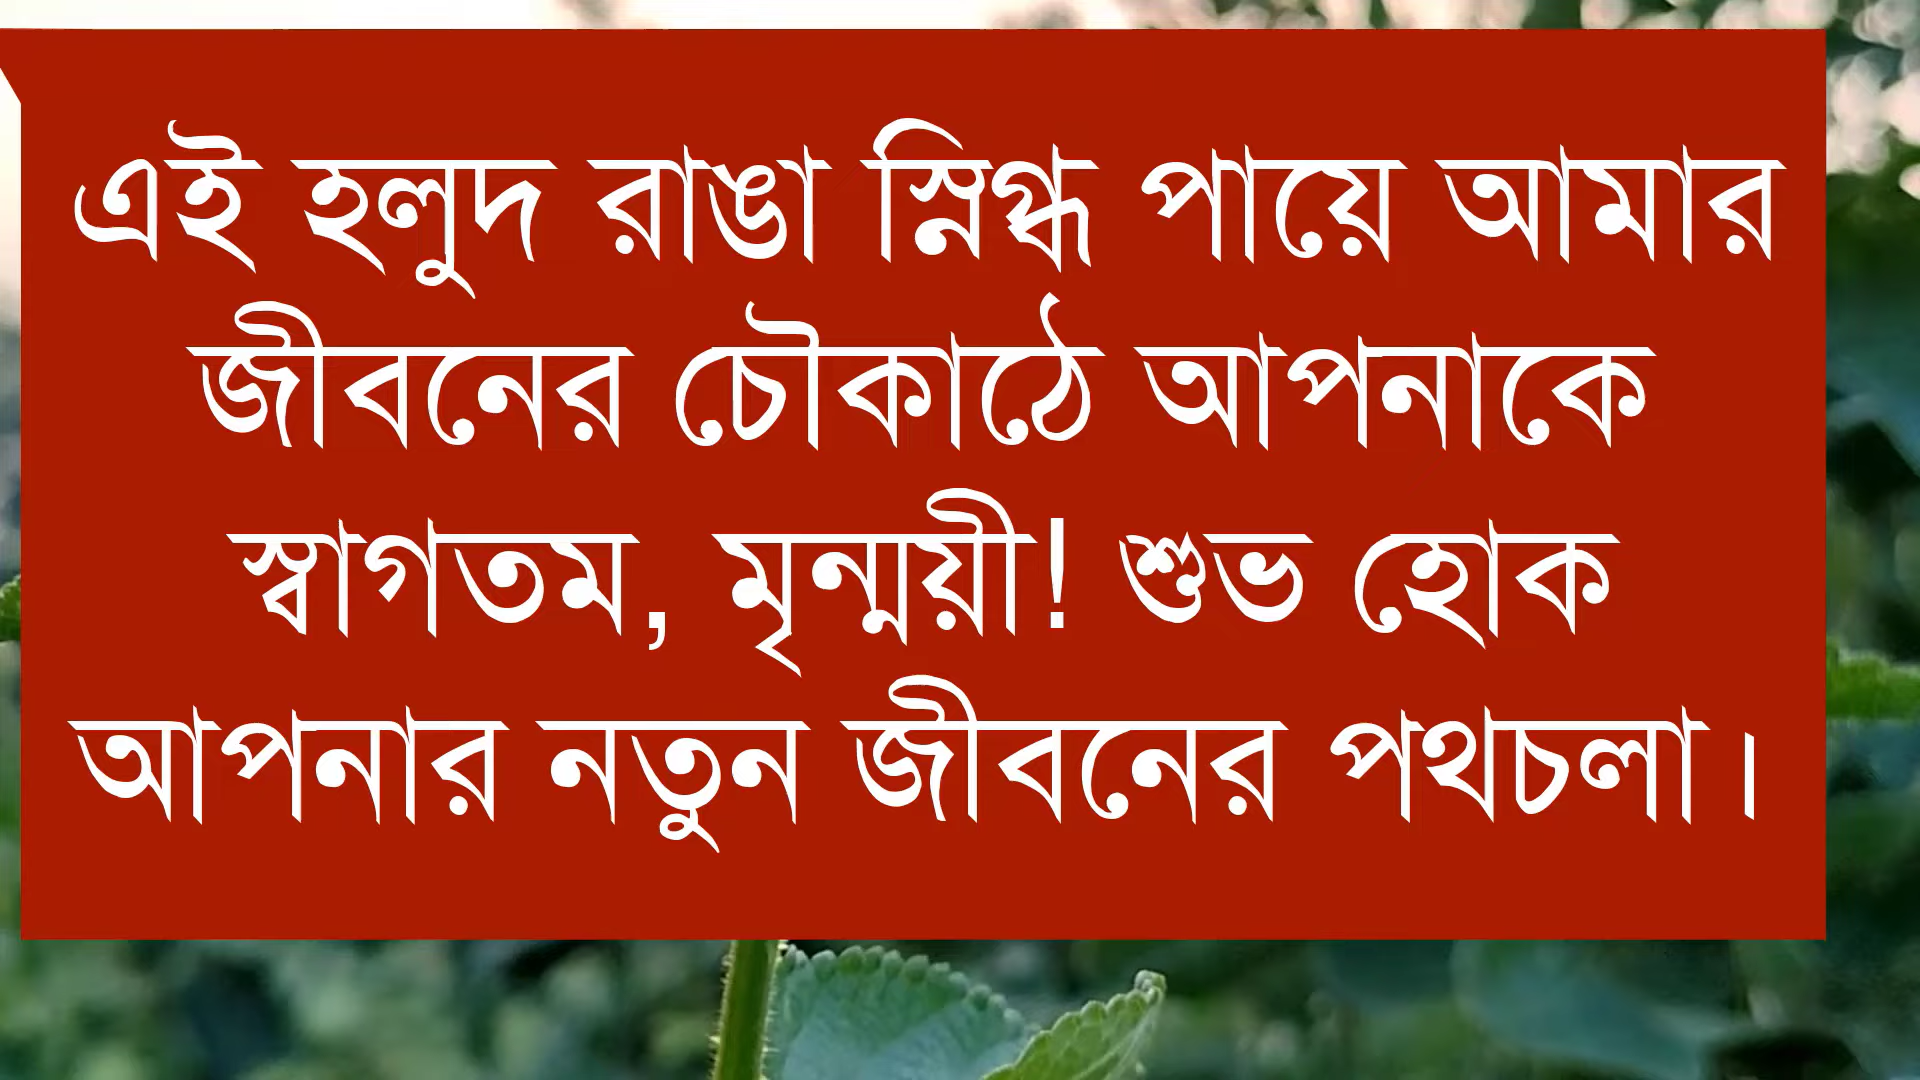 এই হলুদ রাঙা স্নিগ্ধ পায়ে আমার
জীবনের চৌকাঠে আপনাকে
স্বাগতম, মৃন্ময়ী! শুভ হোক
আপনার নতুন জীবনের পথচলা।